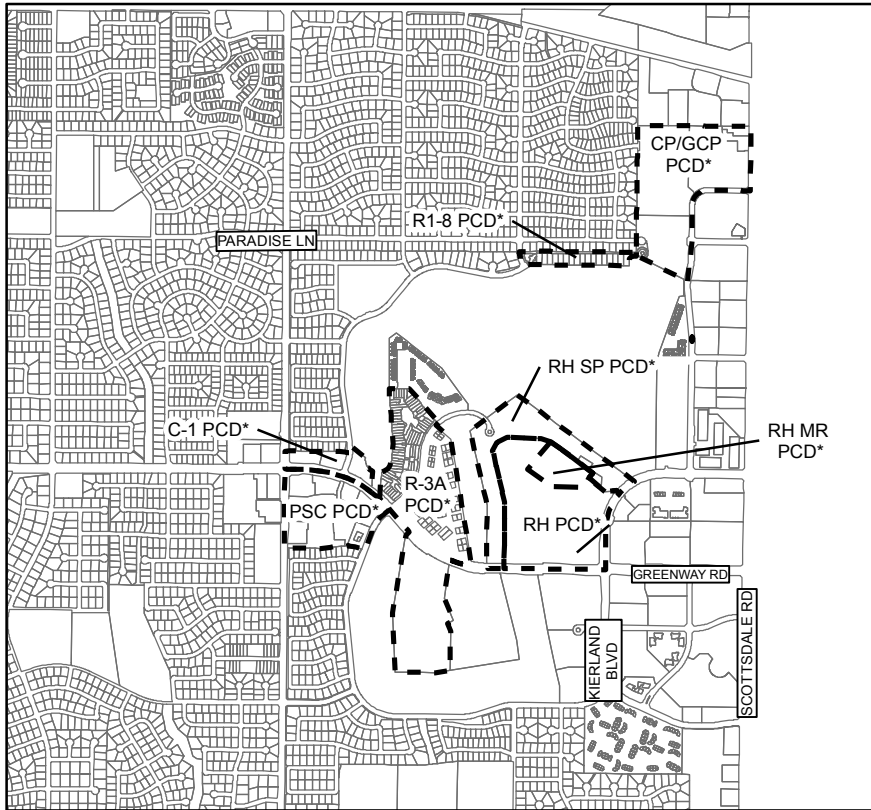 CP/GCP
PCD*
R1-8 PCD*
PARADISE LN
RH SP PCD*
C-1 PCD*
RH MR
PCD*
R-3A
PCD*
PSC PCD*
RH PCD*
GREENWAY RD
KIERLAND
BLVD
SCOTTSDALE RD